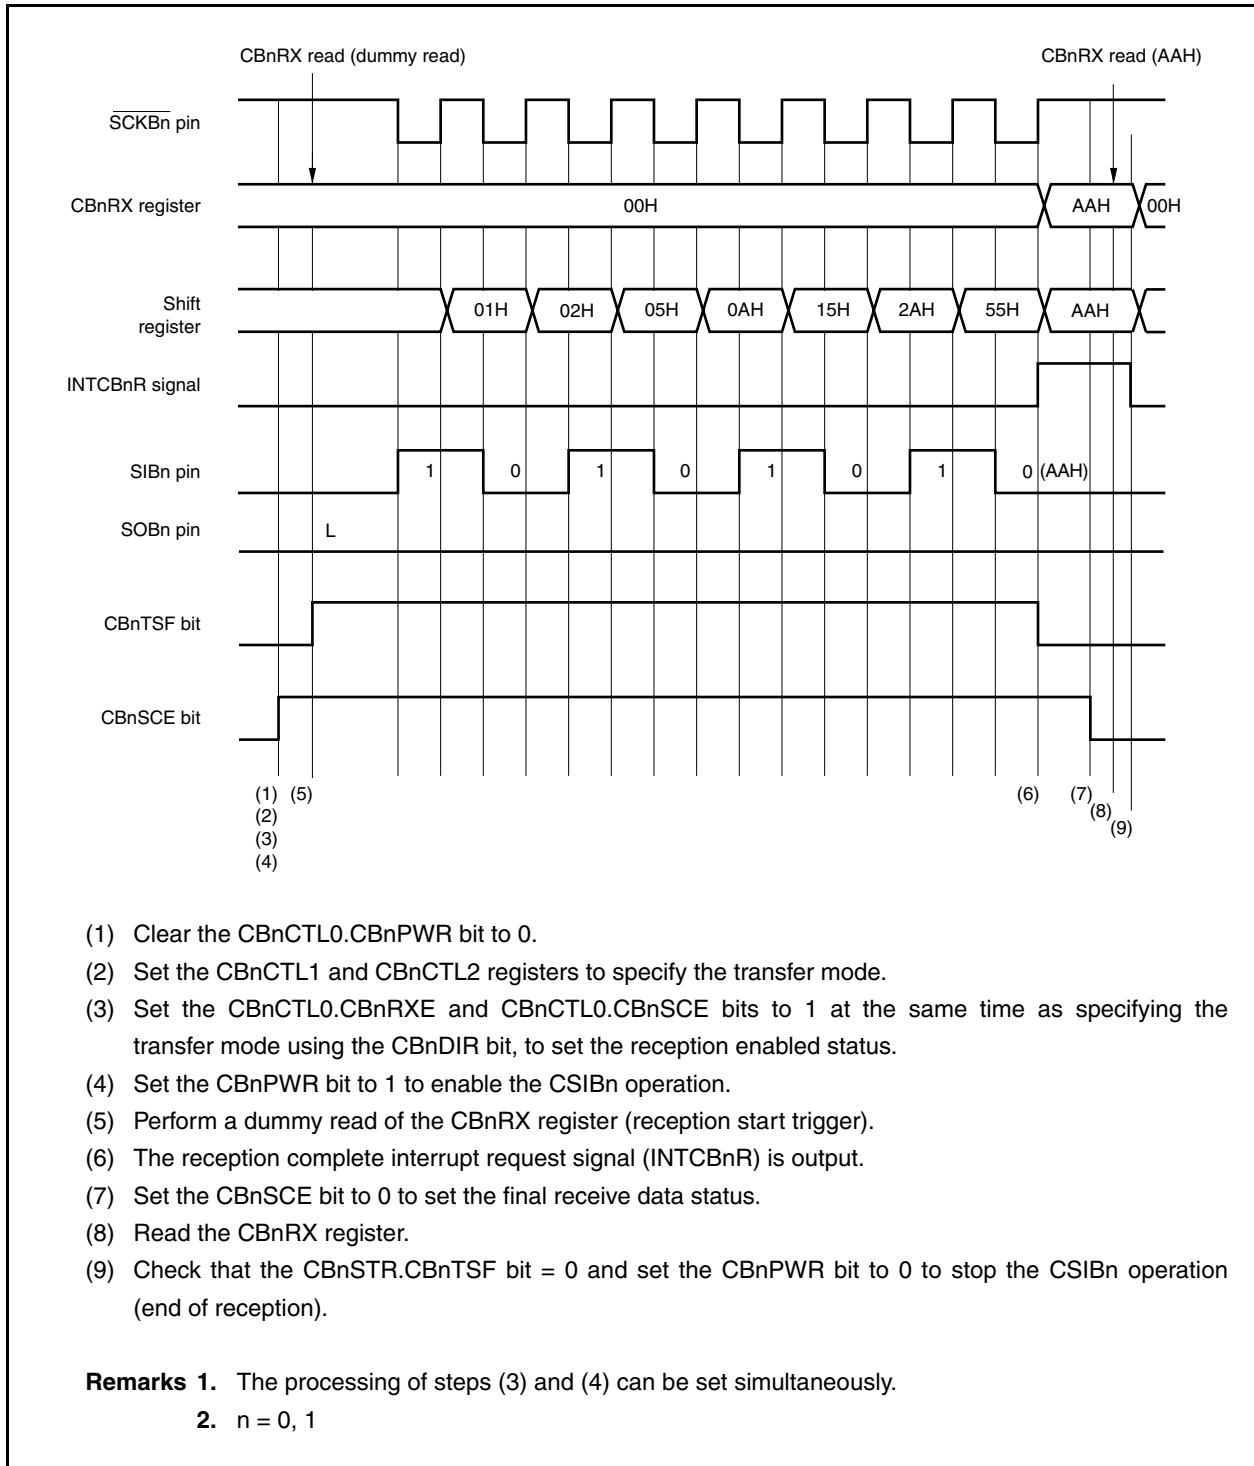 CBnRX read (dummy read)
CBnRX read (AAH)
SCKBn pin
CBnRX register
00H
AAH
00H
Shift
register
01H
02H
05H
0AH
15H
2AH
55H
AAH
INTCBnR signal
SIBn pin
1
0
1
0
1
0
1
0 (AAH)
SOBn pin
L
CBnTSF bit
CBnSCE bit
(1)
(2)
(3)
(4)
(5)
(6)
(7)
(8)
(9)
(1) Clear the CBnCTL0.CBnPWR bit to 0.
(2) Set the CBnCTL1 and CBnCTL2 registers to specify the transfer mode.
(3) Set the CBnCTL0.CBnRXE and CBnCTL0.CBnSCE bits to 1 at the same time as specifying the
transfer mode using the CBnDIR bit, to set the reception enabled status.
(4) Set the CBnPWR bit to 1 to enable the CSIBn operation.
(5) Perform a dummy read of the CBnRX register (reception start trigger).
(6) The reception complete interrupt request signal (INTCBnR) is output.
(7) Set the CBnSCE bit to 0 to set the final receive data status.
(8) Read the CBnRX register.
(9) Check that the CBnSTR.CBnTSF bit = 0 and set the CBnPWR bit to 0 to stop the CSIBn operation
(end of reception).
Remarks 1. The processing of steps (3) and (4) can be set simultaneously.
2. n = 0, 1